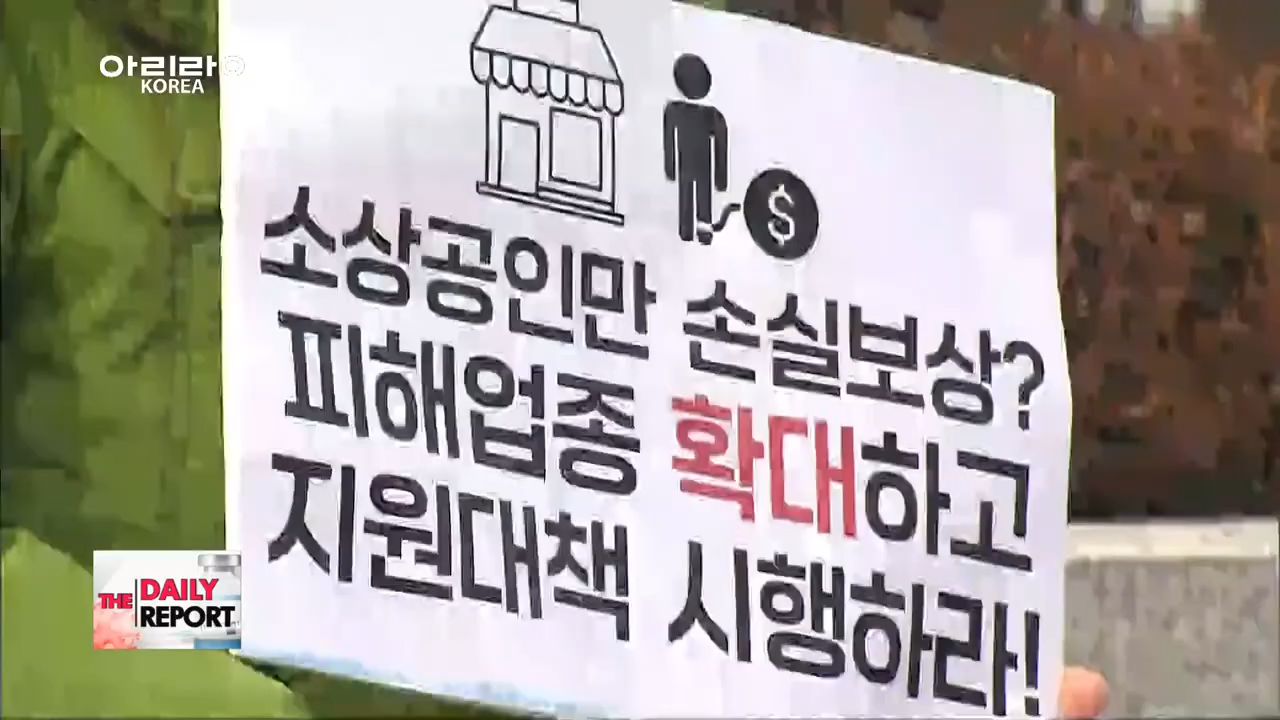 아리랑
KOREA
$
소상공인만 손실보상?
피해업종 확대하고
지원대책 시행하라!
THE DAILY
REPORT